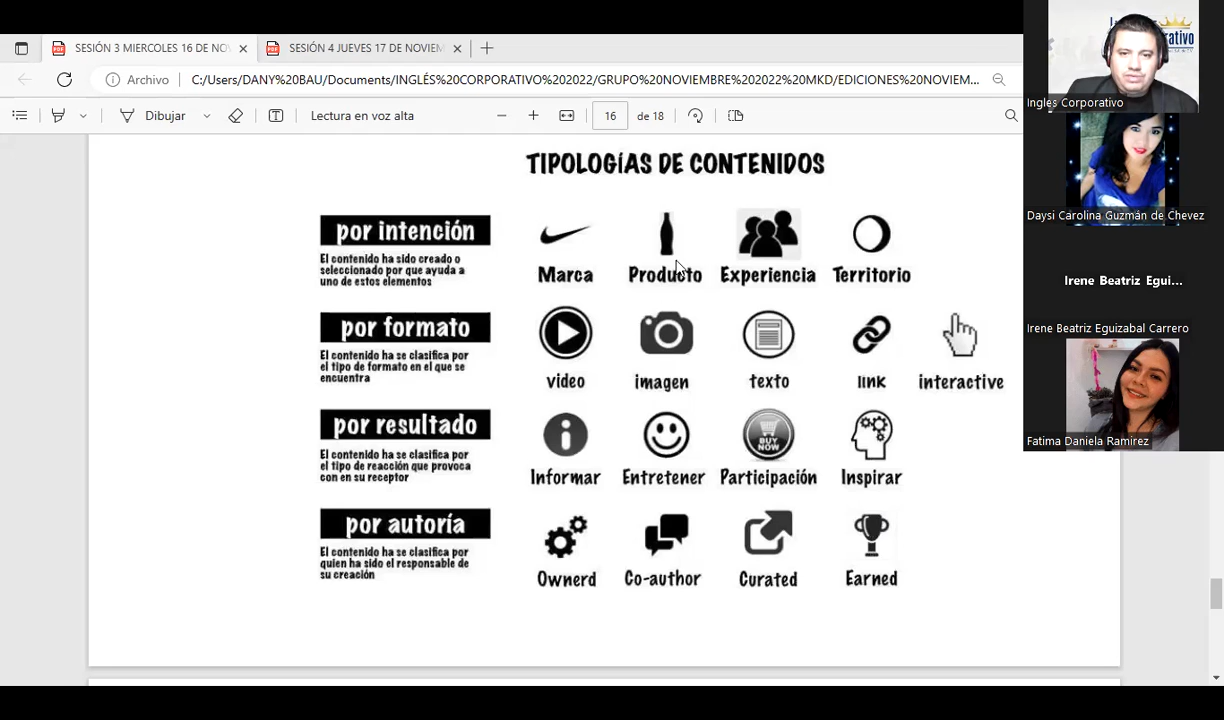 SESIÓN 3 MIERCOLES 16 DE NO
SESIÓN 4 JUEVES 17 DE NOVIEM
Archivo
C:/Users/DANY%20BAU/Documents/INGLÉS%20CORPORATIVO%202022/GRUPO%20NOVIEMBRE%202022%20MKD/EDICIONES%20NOVIEM...
Dibujar
Lectura en voz alta
16
de 18
TIPOLOGÍAS DE CONTENIDOS
por intención
El contenido ha sido creado o
seleccionado por que ayuda a
uno de estos elementos
Marca
Producto
Experiencia
Territorio
por formato
El contenido ha se clasifica por
el tipo de formato en el que se
encuentra
video
imagen
texto
link
interactive
por resultado
El contenido ha se clasifica por
el tipo de reacción que provoca
con en su receptor
BUY
NOW
Informar
Entretener
Participación
Inspirar
por autoría
El contenido ha se clasifica por
quien ha sido el responsable de
su creación
Ownerd
Co-author
Curated
Earned
Inglés Corporativo
Daysi Carolina Guzmán de Chevez
Irene Beatriz Egui...
Irene Beatriz Eguizabal Carrero
Fatima Daniela Ramirez